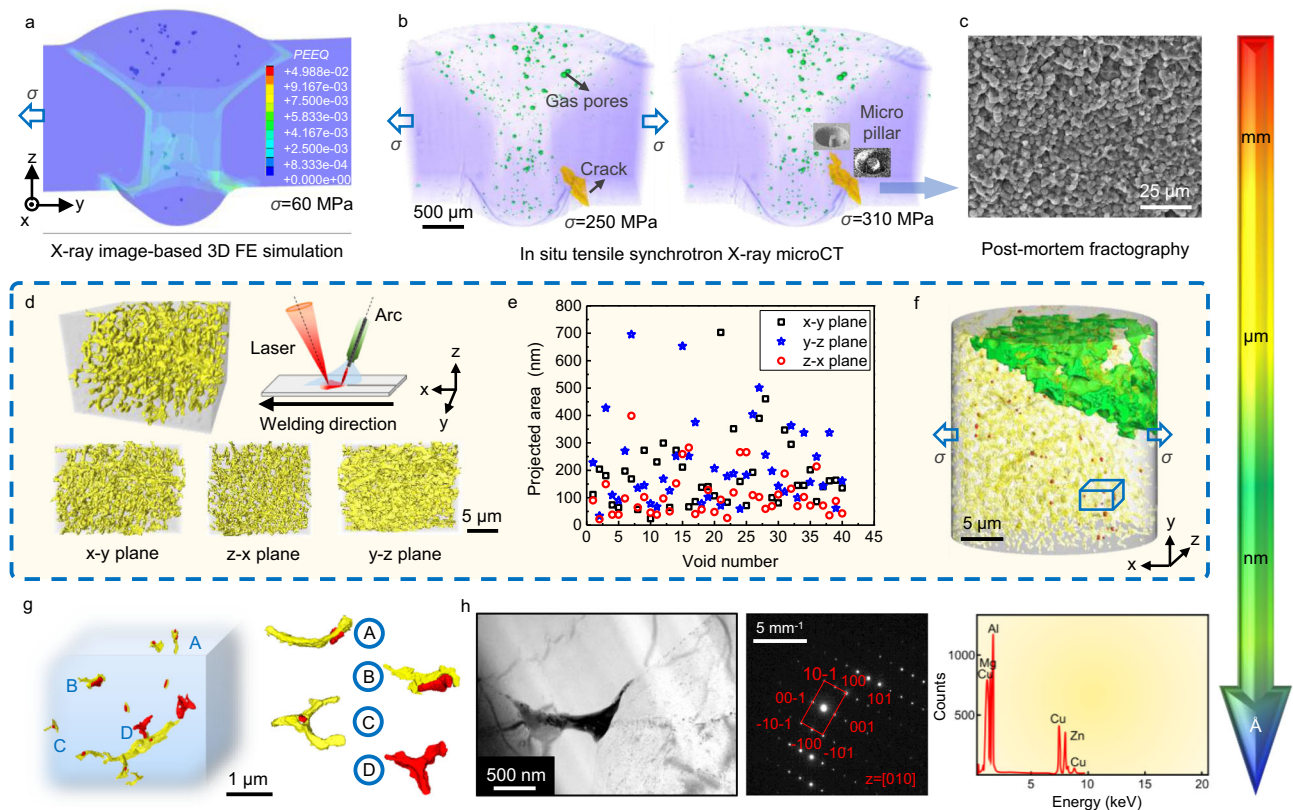 a
PEEQ
+4.988e-02
+9.167e-03
+7.500e-03
+5.833e-03
+4.167e-03
+2.500e-03
+8.333e-04
+0.000e+00
σ
z
y
x
σ=60 MPa
X-ray image-based 3D FE simulation
b
Gas pores
σ
σ
Crack
500 µm
σ=250 MPa
Micro
pillar
σ=310 MPa
In situ tensile synchrotron X-ray microCT
c
25 µm
Post-mortem fractography
mm
µm
nm
Å
d
Laser
Arc
Welding direction
z
x
y
x-y plane
z-x plane
y-z plane
5 µm
e
Projected area (nm)
800
700
600
500
400
300
200
100
0
0 5 10 15 20 25 30 35 40 45
Void number
x-y plane
y-z plane
z-x plane
f
σ
σ
5 µm
y
z
x
g
A
B
D
C
1 µm
A
B
C
D
h
500 nm
5 mm⁻¹
10-1
100
00-1
101
-10-1
001
-100
-101
z=[010]
Counts
1000
500
Al
Mg
Cu
Cu
Zn
Cu
0 5 10 15 20
Energy (keV)